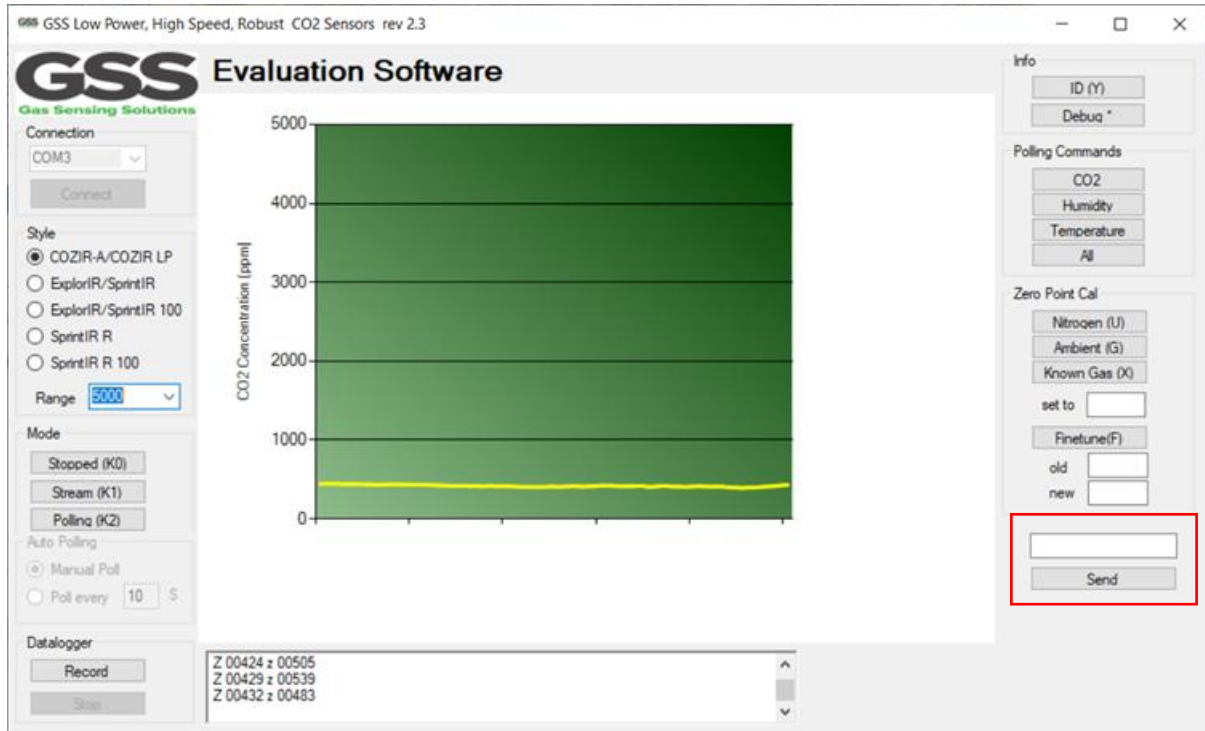 GSS GSS Low Power, High Speed, Robust CO2 Sensors rev 2.3
GSS
Gas Sensing Solutions
Evaluation Software
Connection
COM3
Connect
Style
COZIR-A/COZIR LP
ExplorIR/SprintIR
ExplorIR/SprintIR 100
SprintIR R
SprintIR R 100
Range 5000
Mode
Stopped (K0)
Stream (K1)
Polling (K2)
Auto Polling
Manual Poll
Poll every 10 S
Datalogger
Record
Stop
CO2 Concentration [ppm]
5000
4000
3000
2000
1000
0
Z 00424 z 00505
Z 00429 z 00539
Z 00432 z 00483
Info
ID (Y)
Debug *
Polling Commands
CO2
Humidity
Temperature
All
Zero Point Cal
Nitrogen (U)
Ambient (G)
Known Gas (X)
set to
Finetune(F)
old
new
Send